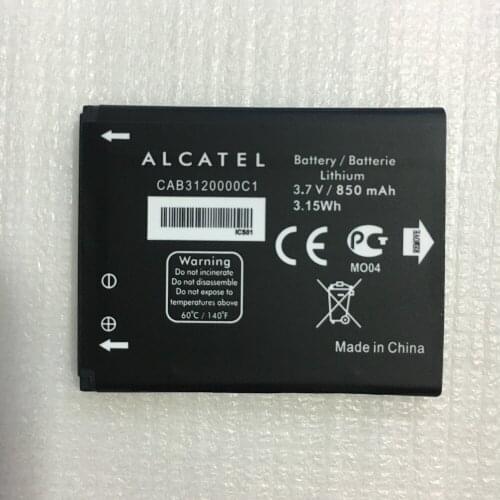 ALCATEL
CAB3120000C1
ICS01
Battery / Batterie
Lithium
3.7 V / 850 mAh
3.15Wh
CE
PC
MO04
Warning
Do not incinerate
Do not disassemble
Do not expose to
temperatures above
60℃ / 140℉
Made in China